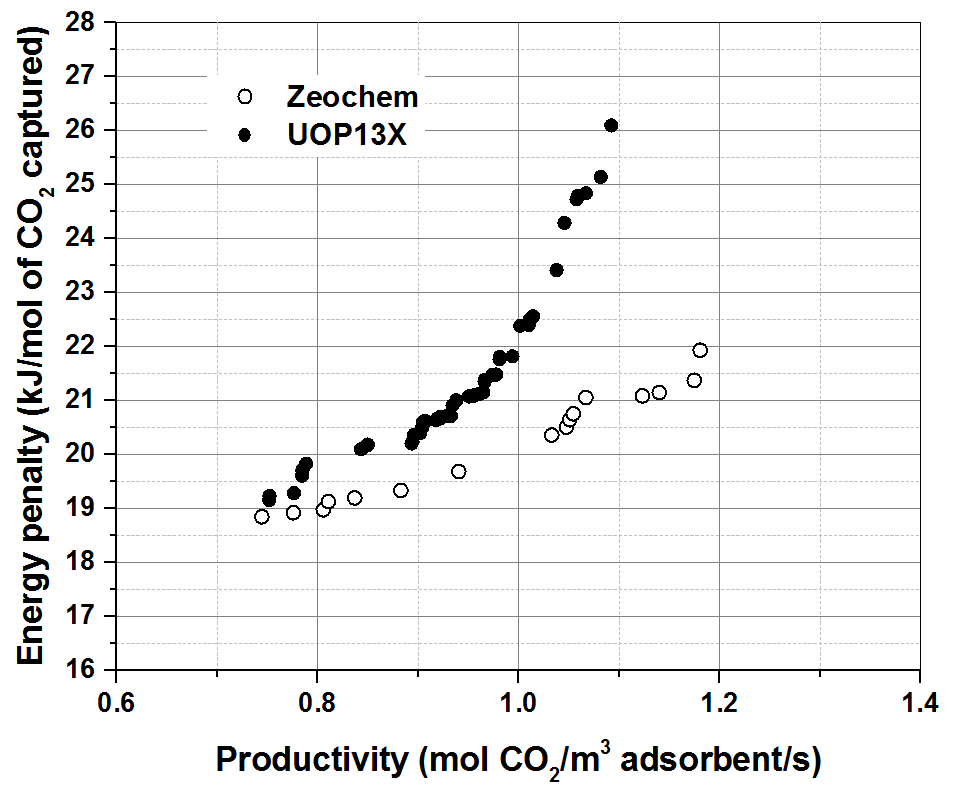 28
27
26
25
24
23
22
21
20
19
18
17
16
Energy penalty (kJ/mol of CO₂ captured)
Zeochem
UOP13X
0.6 0.8 1.0 1.2 1.4
Productivity (mol CO₂/m³ adsorbent/s)